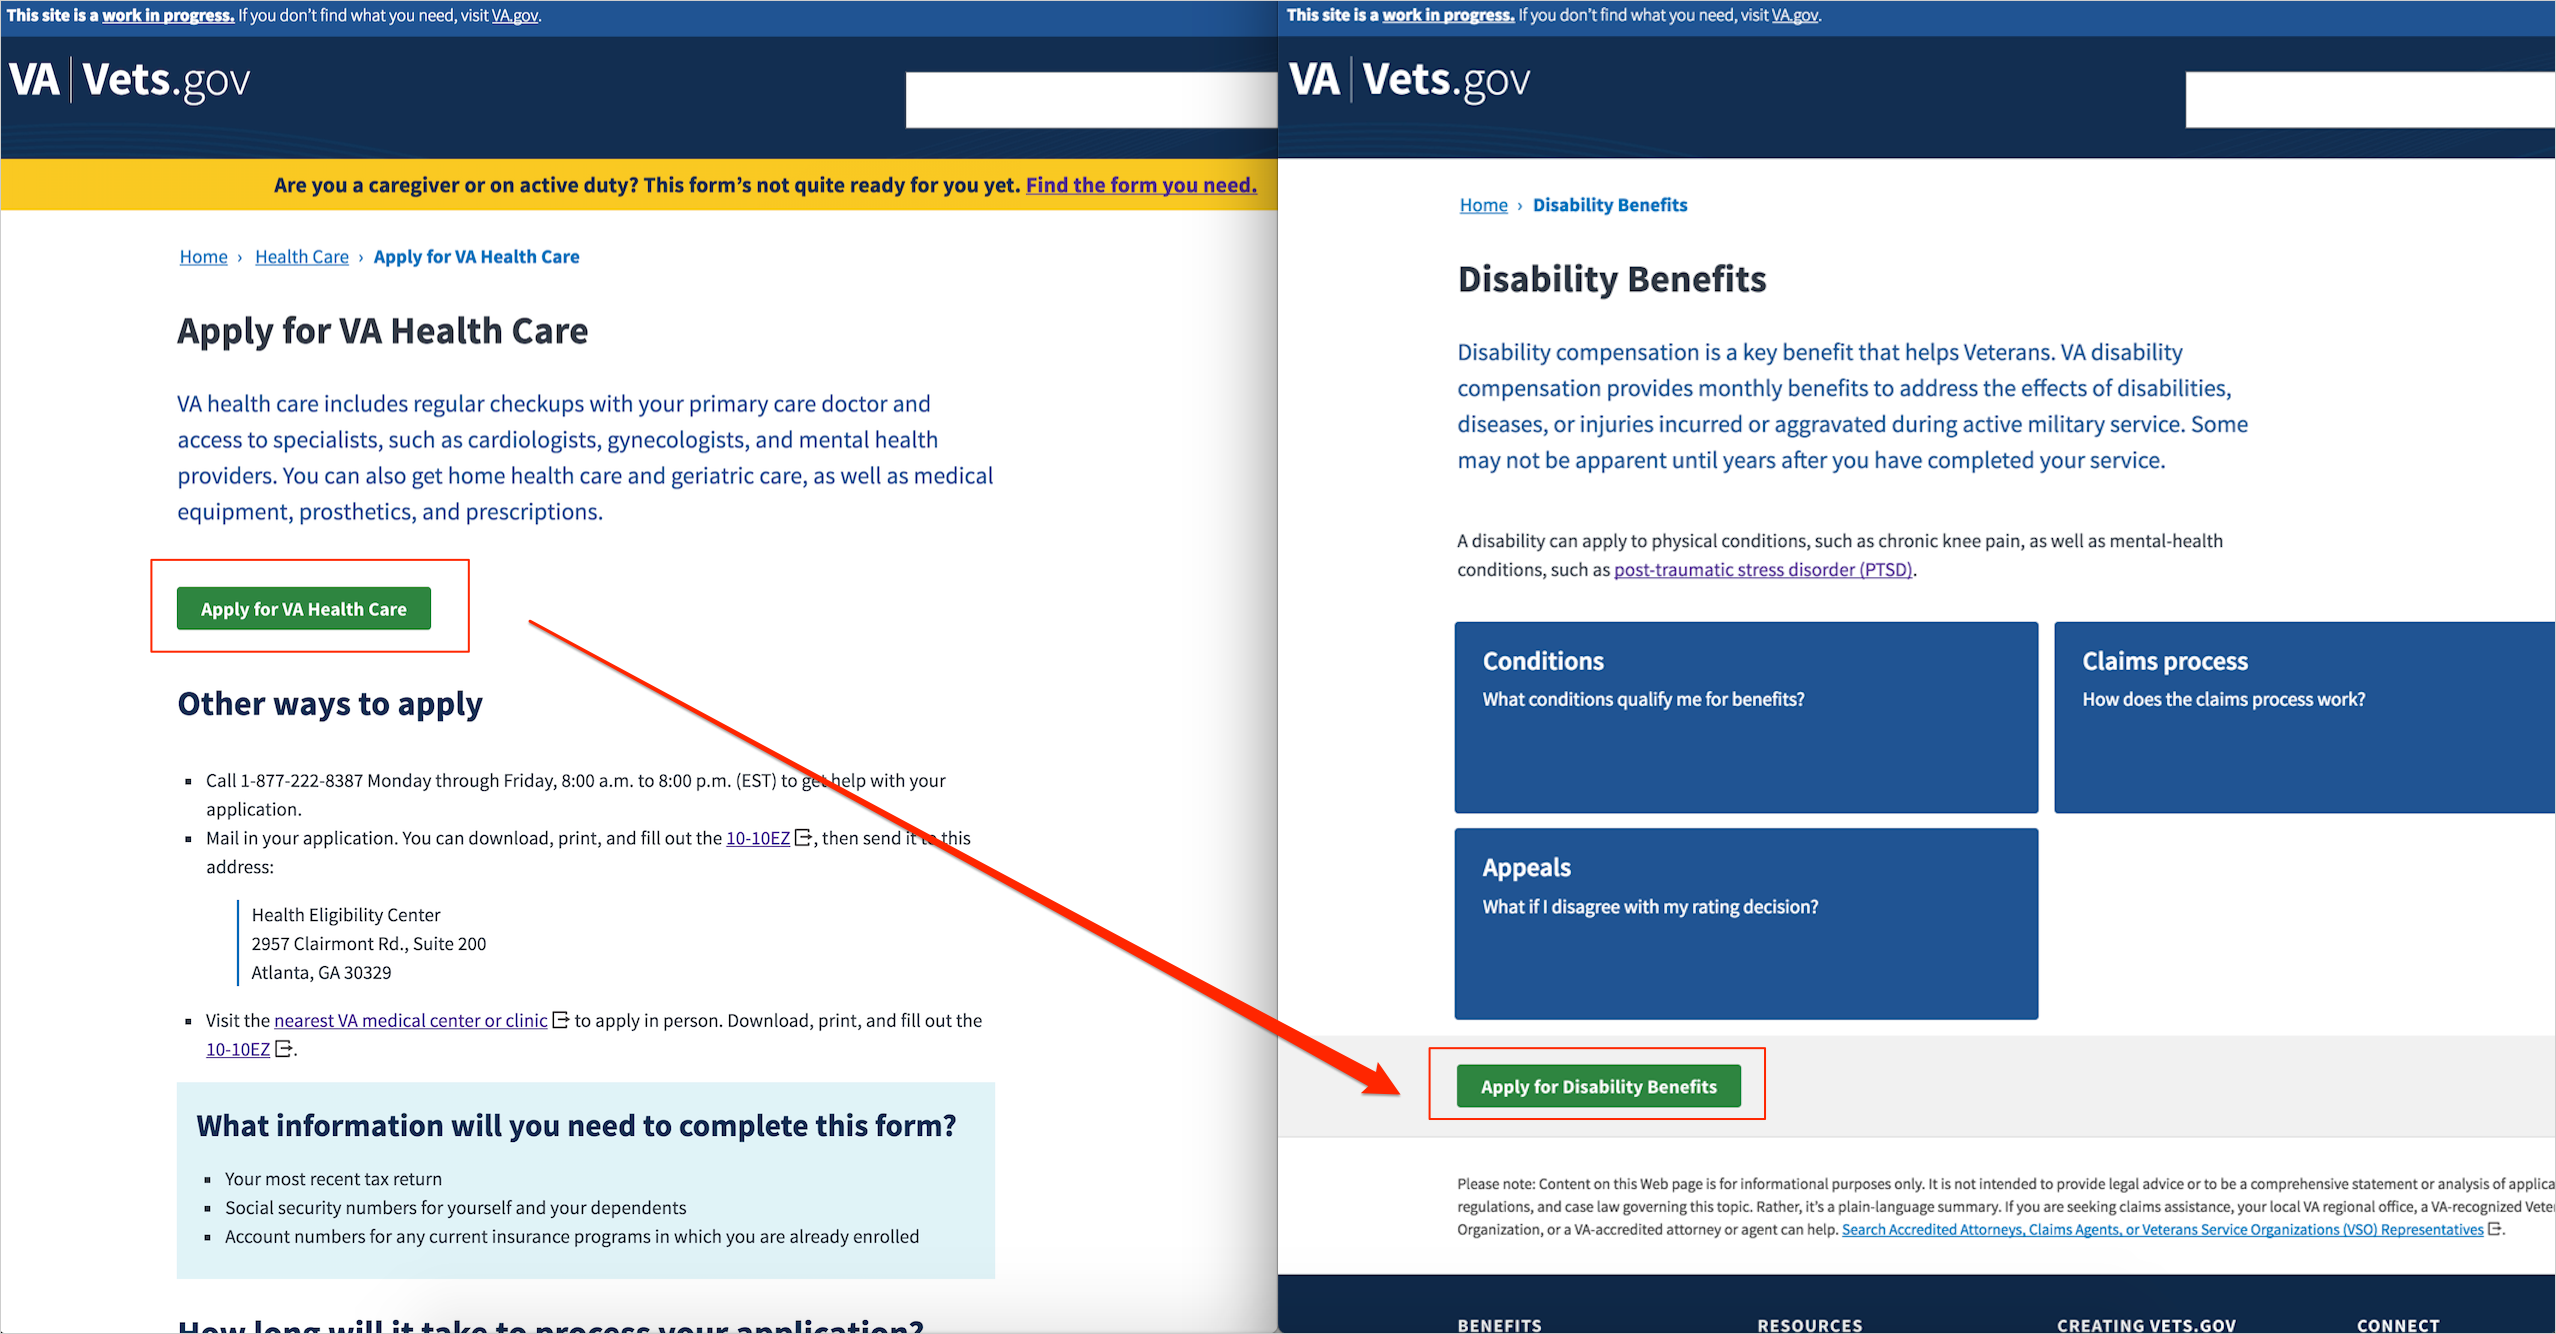 This site is a work in progress. If you don’t find what you need, visit VA.gov.
VA | Vets.gov
Are you a caregiver or on active duty? This form’s not quite ready for you yet. Find the form you need.
Home › Health Care › Apply for VA Health Care
Apply for VA Health Care
VA health care includes regular checkups with your primary care doctor and
access to specialists, such as cardiologists, gynecologists, and mental health
providers. You can also get home health care and geriatric care, as well as medical
equipment, prosthetics, and prescriptions.
Apply for VA Health Care
Other ways to apply
Call 1-877-222-8387 Monday through Friday, 8:00 a.m. to 8:00 p.m. (EST) to get help with your
application.
Mail in your application. You can download, print, and fill out the 10-10EZ, then send it to this
address:
Health Eligibility Center
2957 Clairmont Rd., Suite 200
Atlanta, GA 30329
Visit the nearest VA medical center or clinic to apply in person. Download, print, and fill out the
10-10EZ.
What information will you need to complete this form?
Your most recent tax return
Social security numbers for yourself and your dependents
Account numbers for any current insurance programs in which you are already enrolled
How long will it take to process your application?
This site is a work in progress. If you don’t find what you need, visit VA.gov.
VA | Vets.gov
Home › Disability Benefits
Disability Benefits
Disability compensation is a key benefit that helps Veterans. VA disability
compensation provides monthly benefits to address the effects of disabilities,
diseases, or injuries incurred or aggravated during active military service. Some
may not be apparent until years after you have completed your service.
A disability can apply to physical conditions, such as chronic knee pain, as well as mental-health
conditions, such as post-traumatic stress disorder (PTSD).
Conditions
What conditions qualify me for benefits?
Claims process
How does the claims process work?
Appeals
What if I disagree with my rating decision?
Apply for Disability Benefits
Please note: Content on this Web page is for informational purposes only. It is not intended to provide legal advice or to be a comprehensive statement or analysis of applica
regulations, and case law governing this topic. Rather, it’s a plain-language summary. If you are seeking claims assistance, your local VA regional office, a VA-recognized Vete
Organization, or a VA-accredited attorney or agent can help. Search Accredited Attorneys, Claims Agents, or Veterans Service Organizations (VSO) Representatives.
BENEFITS RESOURCES CREATING VETS.GOV CONNECT